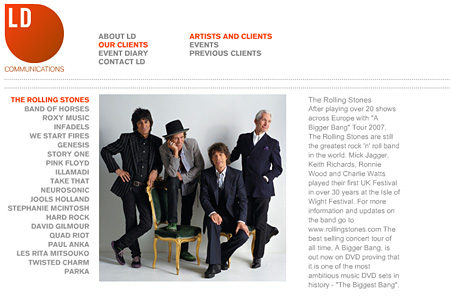 LD
COMMUNICATIONS
ABOUT LD
OUR CLIENTS
EVENT DIARY
CONTACT LD
ARTISTS AND CLIENTS
EVENTS
PREVIOUS CLIENTS
THE ROLLING STONES
BAND OF HORSES
ROXY MUSIC
INFADELS
WE START FIRES
GENESIS
STORY ONE
PINK FLOYD
ILLAMADI
TAKE THAT
NEUROSONIC
JOOLS HOLLAND
STEPHANIE MCINTOSH
HARD ROCK
DAVID GILMOUR
QUAD RIOT
PAUL ANKA
LES RITA MITSOUKO
TWISTED CHARM
PARKA
The Rolling Stones
After playing over 20 shows
across Europe with "A
Bigger Bang" Tour 2007,
The Rolling Stones are still
the greatest rock 'n' roll band
in the world. Mick Jagger,
Keith Richards, Ronnie
Wood and Charlie Watts
played their first UK Festival
in over 30 years at the Isle of
Wight Festival. For more
information and updates on
the band go to
www.rollingstones.com The
best selling concert tour of
all time, A Bigger Bang, is
out now on DVD proving that
it is one of the most
ambitious music DVD sets in
history - "The Biggest Bang".